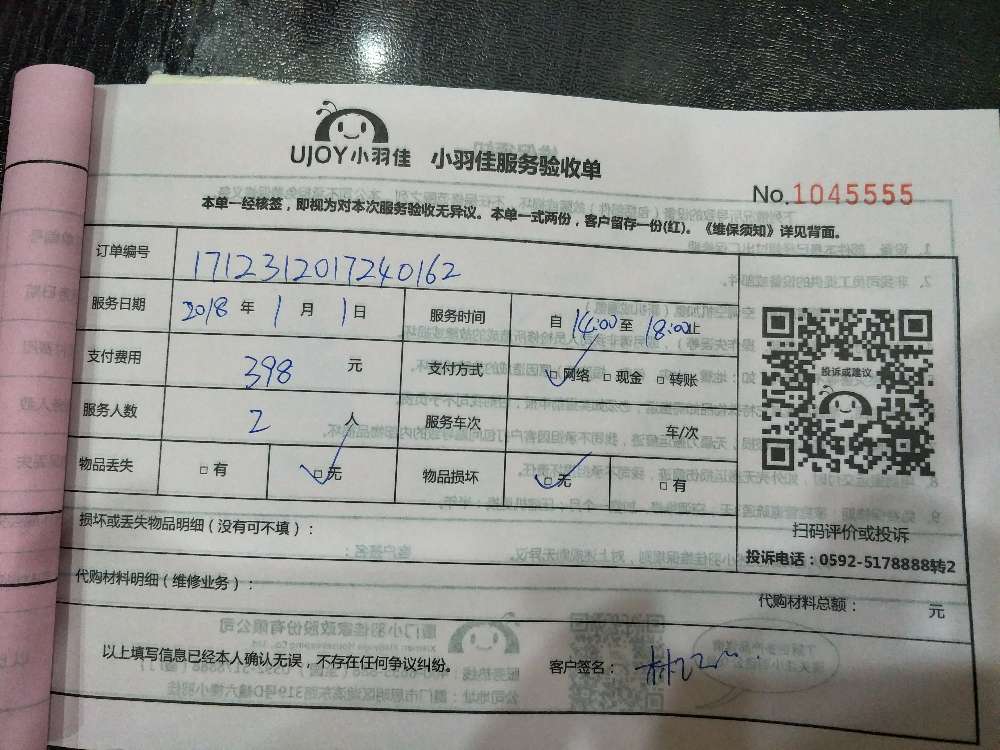 UJOY小羽佳 小羽佳服务验收单
No.1045555
本单一经核签，即视为对本次服务验收无异议。本单一式两份，客户留存一份(红)。《维保须知》详见背面。
订单编号 1712312017240162
服务日期 2018 年 1 月 1 日 服务时间 自 14:00 至 18:00 止
支付费用 398 元 支付方式 网络 现金 转账
投诉或建议
服务人数 2 人 服务车次 车/次
物品丢失 有 无 物品损坏 无 有
损坏或丢失物品明细（没有可不填）：
扫码评价或投诉
投诉电话：0592-5178888转2
代购材料明细（维修业务）：
代购材料总额： 元
以上填写信息已经本人确认无误，不存在任何争议纠纷。 客户签名：